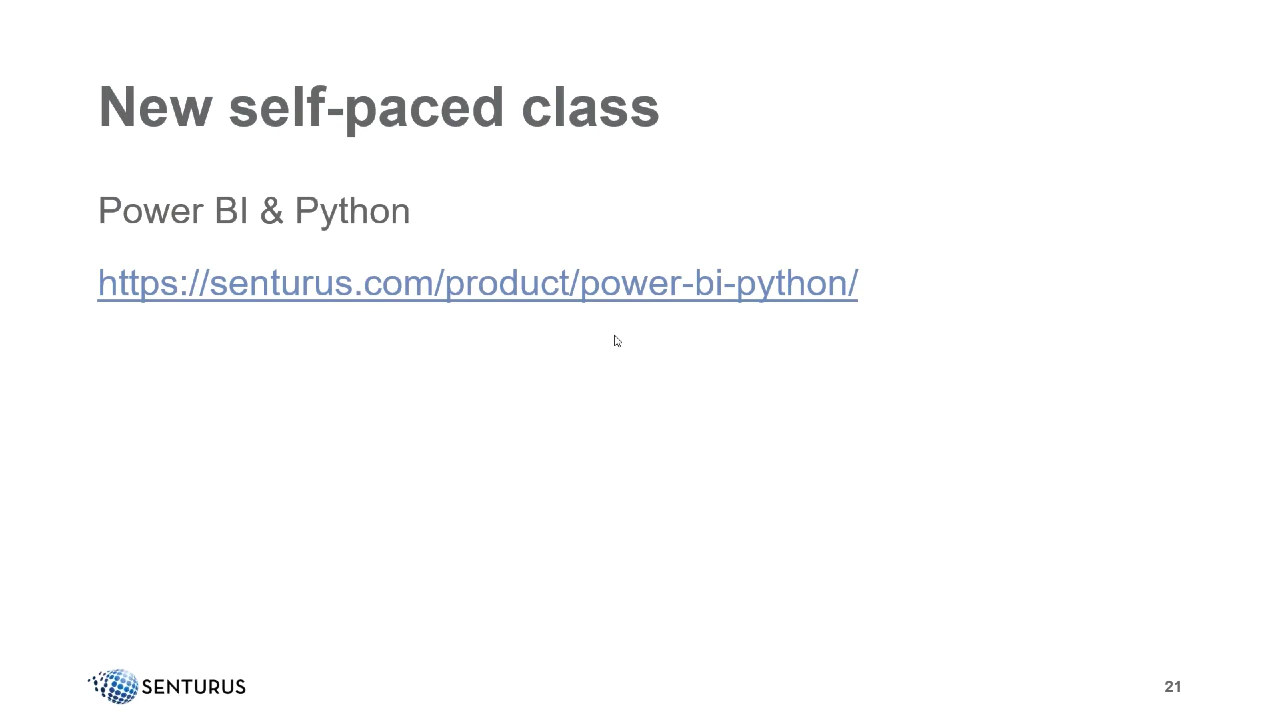 New self-paced class
Power BI & Python
https://senturus.com/product/power-bi-python/
SENTURUS
21